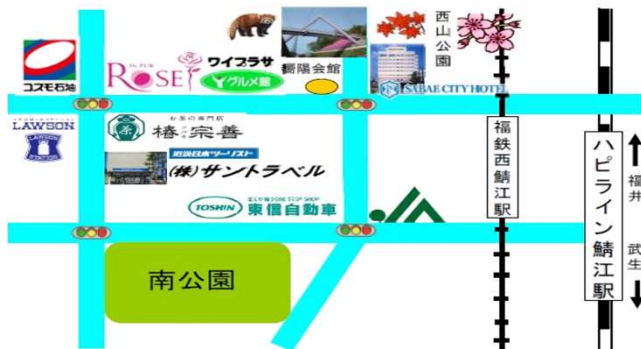 西山公園
ワイプラザ
グルメ館
嚮陽会館
ROSE
コスモ石油
SABAE CITY HOTEL
LAWSON
STATION
お茶の専門店
茶
椿宗善
近畿日本ツーリスト
(株)サントラベル
TOSHIN
東信自動車
福鉄西鯖江駅
ハピライン鯖江駅
福井
武生
南公園